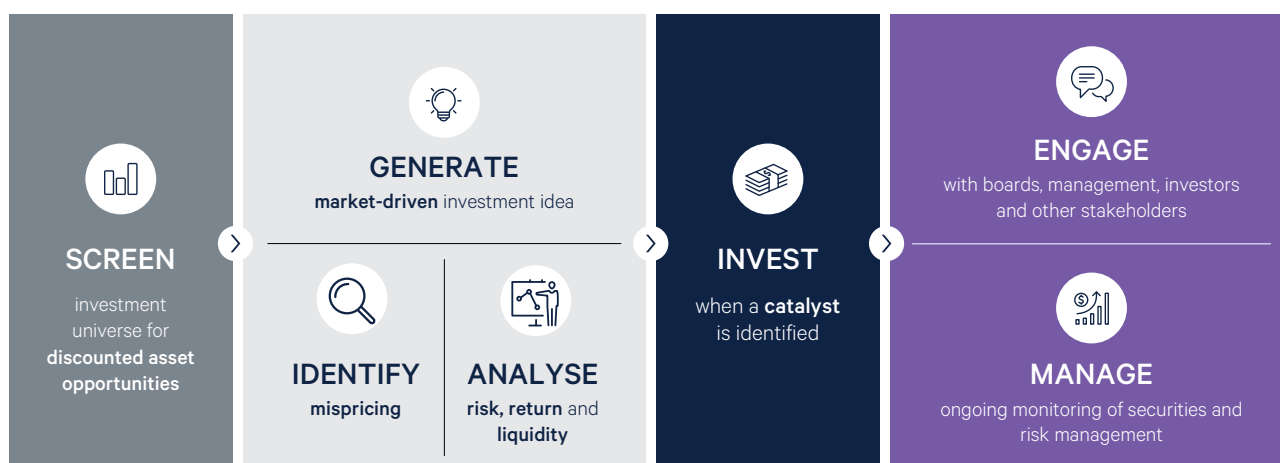 SCREEN
investment
universe for
discounted asset
opportunities
GENERATE
market-driven investment idea
IDENTIFY
mispricing
ANALYSE
risk, return and
liquidity
INVEST
when a catalyst
is identified
ENGAGE
with boards, management, investors
and other stakeholders
$
MANAGE
ongoing monitoring of securities and
risk management